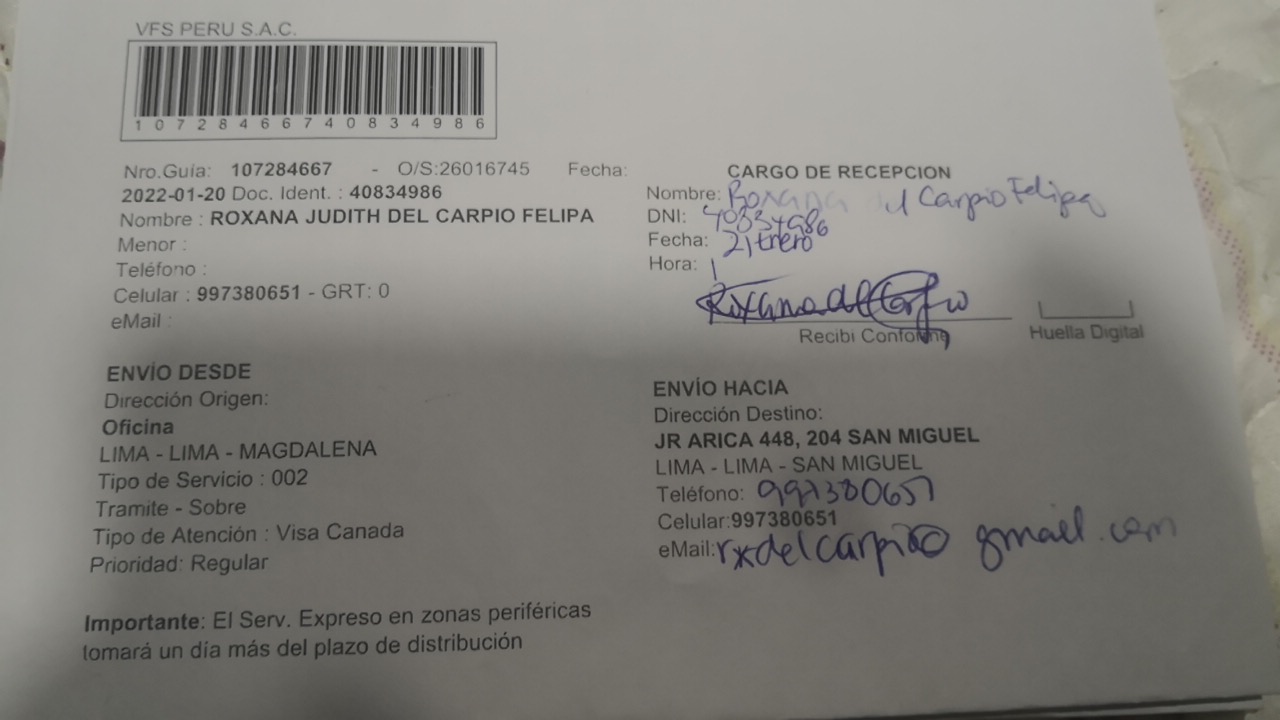 VFS PERU S.A.C.
10728466740834986
Nro.Guía: 107284667 - O/S:26016745 Fecha:
2022-01-20 Doc. Ident. : 40834986
Nombre : ROXANA JUDITH DEL CARPIO FELIPA
Menor :
Teléfono :
Celular : 997380651 - GRT: 0
eMail :
CARGO DE RECEPCION
Nombre: Roxana del Carpio Felipa
DNI: 40834986
Fecha: 21 Enero
Hora:
Roxana del Carpio
Recibi Conforme
Huella Digital
ENVÍO DESDE
Dirección Origen:
Oficina
LIMA - LIMA - MAGDALENA
Tipo de Servicio : 002
Tramite - Sobre
Tipo de Atención : Visa Canada
Prioridad: Regular
ENVÍO HACIA
Dirección Destino:
JR ARICA 448, 204 SAN MIGUEL
LIMA - LIMA - SAN MIGUEL
Teléfono: 997380651
Celular:997380651
eMail:rxdelcarpio@gmail.com
Importante: El Serv. Expreso en zonas periféricas
tomará un día más del plazo de distribución